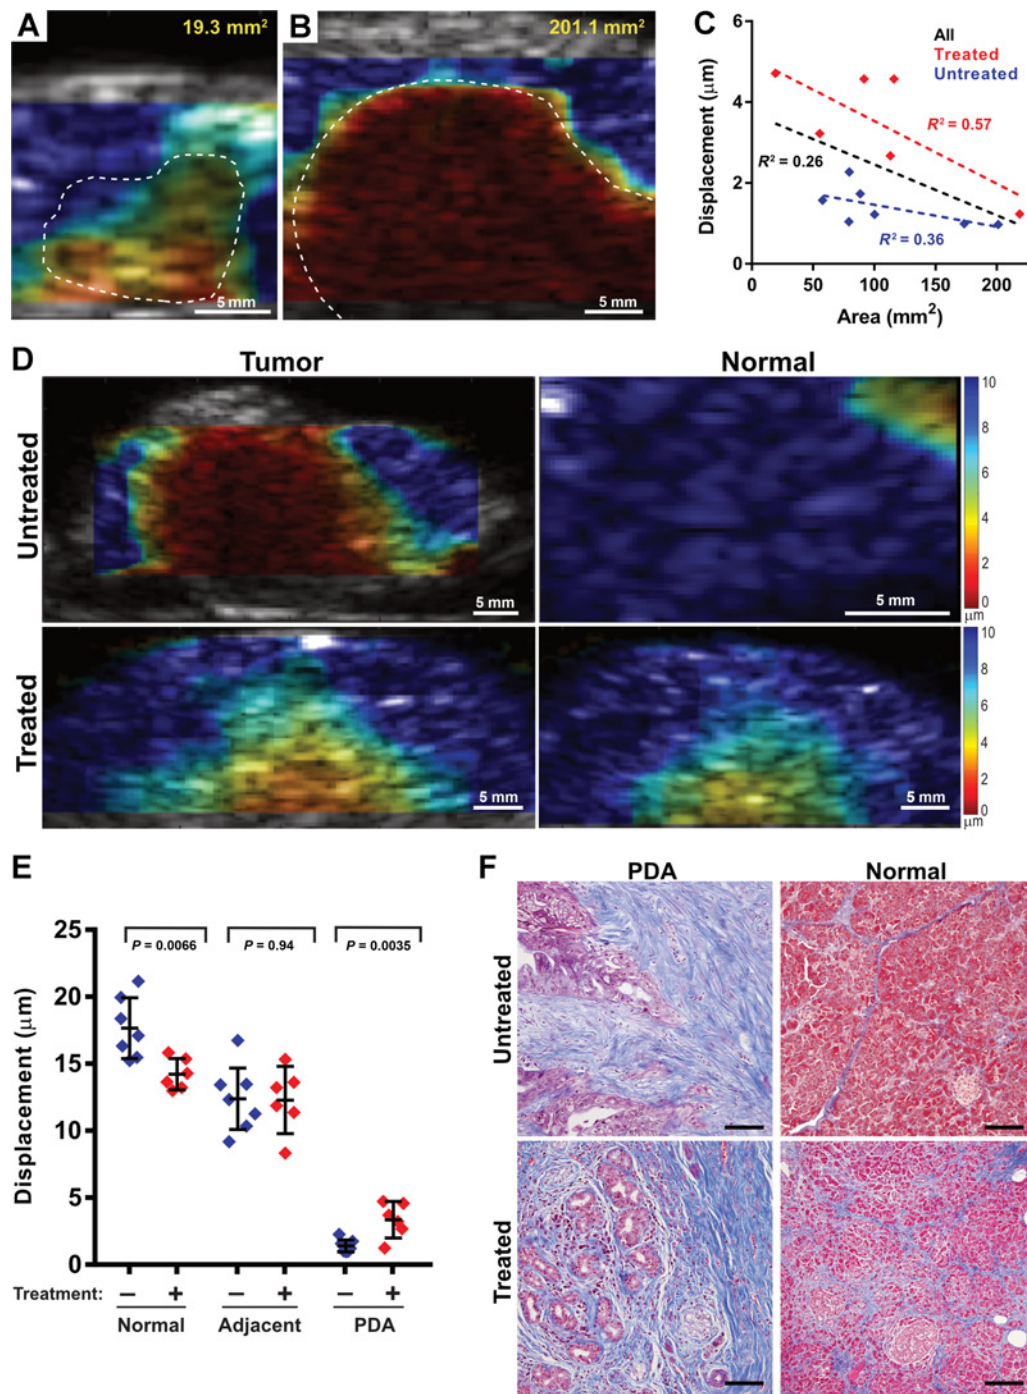 A
19.3 mm²
B
201.1 mm²
5 mm
5 mm
C
Displacement (μm)
6
4
2
0
All
Treated
Untreated
R² = 0.57
R² = 0.26
R² = 0.36
0 50 100 150 200
Area (mm²)
D
Tumor
Normal
Untreated
5 mm
5 mm
10
8
6
4
2
0
μm
Treated
5 mm
5 mm
10
8
6
4
2
0
μm
E
Displacement (μm)
25
20
15
10
5
0
P = 0.0066
P = 0.94
P = 0.0035
Treatment: – + – + – +
Normal Adjacent PDA
F
PDA
Normal
Untreated
Treated